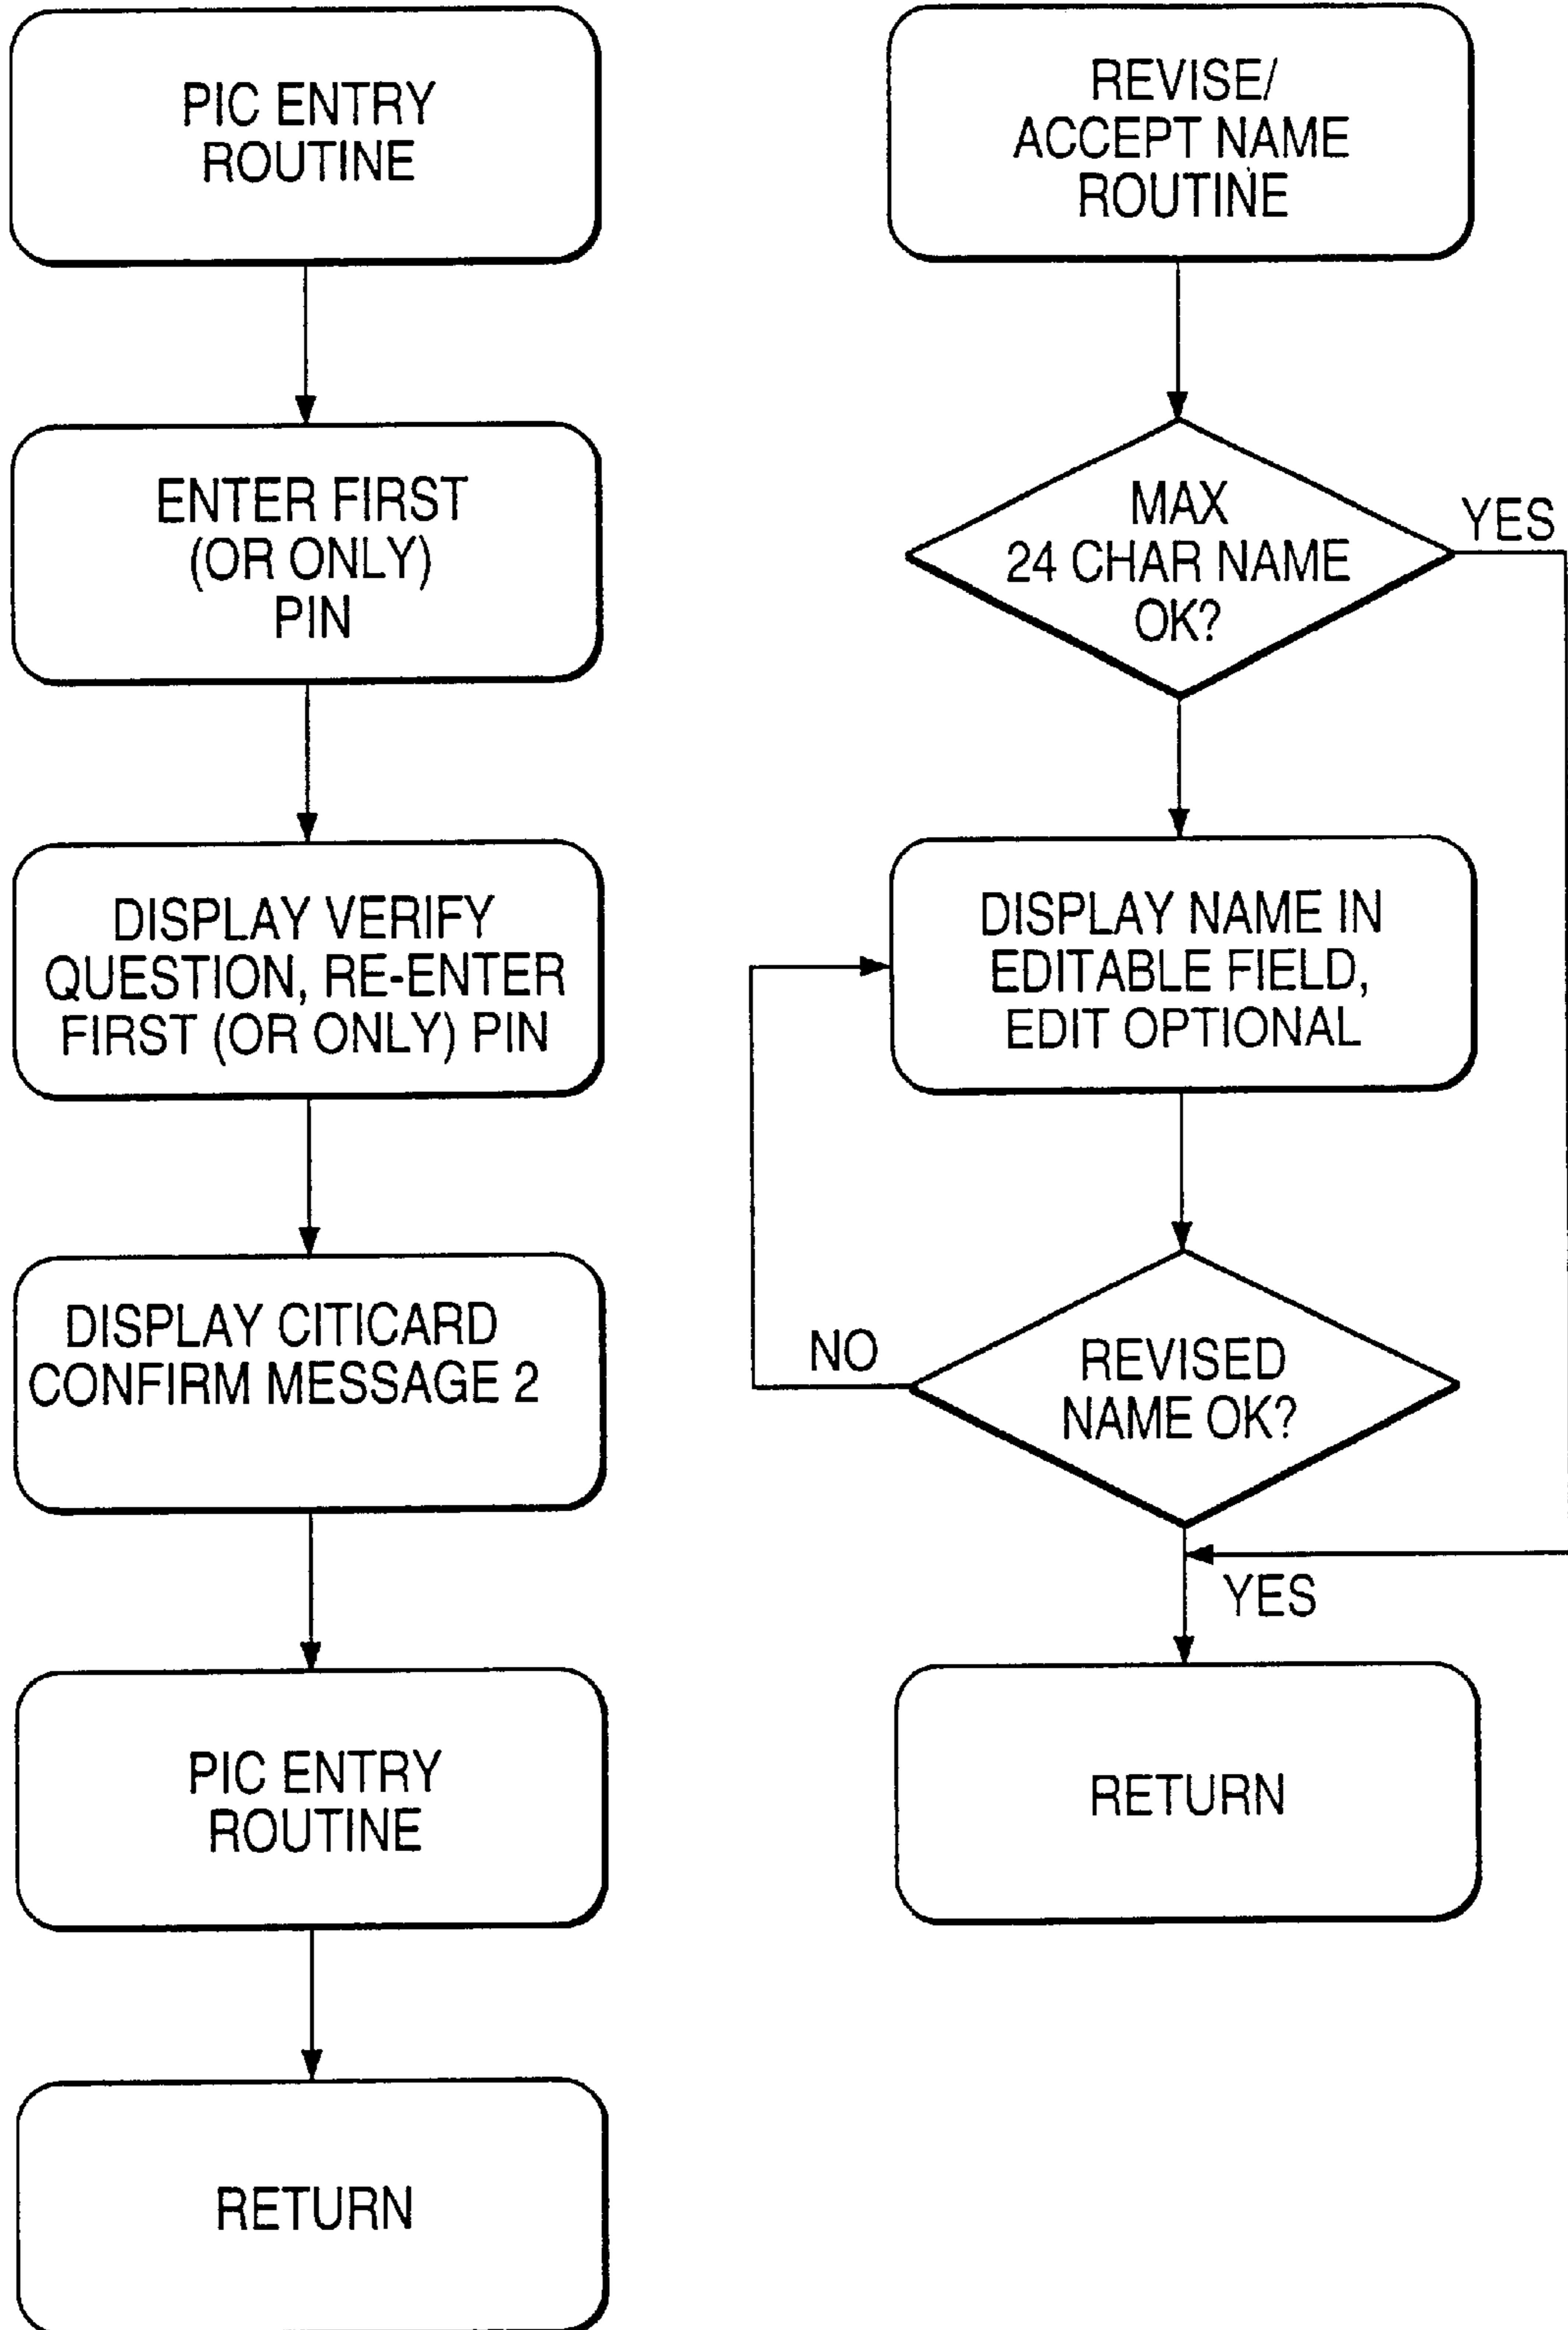 PIC ENTRY
ROUTINE
ENTER FIRST
(OR ONLY)
PIN
DISPLAY VERIFY
QUESTION, RE-ENTER
FIRST (OR ONLY) PIN
DISPLAY CITICARD
CONFIRM MESSAGE 2
PIC ENTRY
ROUTINE
RETURN
REVISE/
ACCEPT NAME
ROUTINE
MAX
24 CHAR NAME
OK?
YES
DISPLAY NAME IN
EDITABLE FIELD,
EDIT OPTIONAL
NO
REVISED
NAME OK?
YES
RETURN